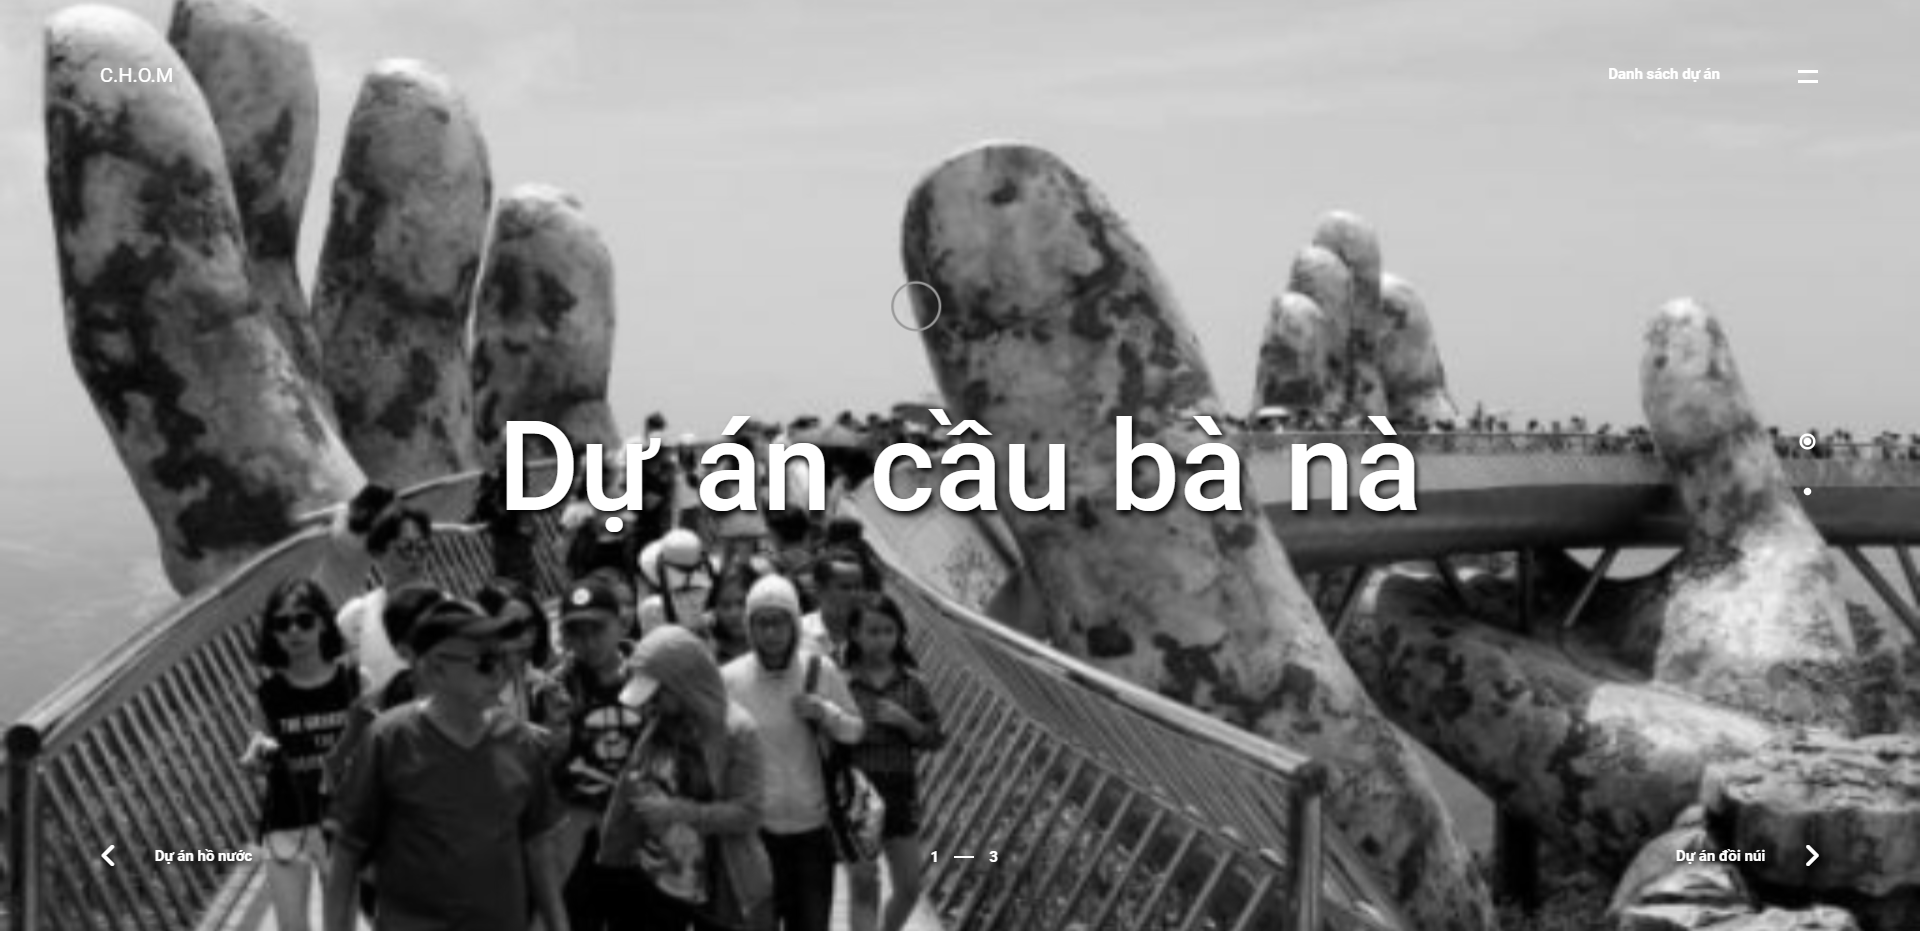 C.H.O.M
Danh sách dự án
Dự án cầu bà nà
Dự án hồ nước
1 — 3
Dự án đồi núi